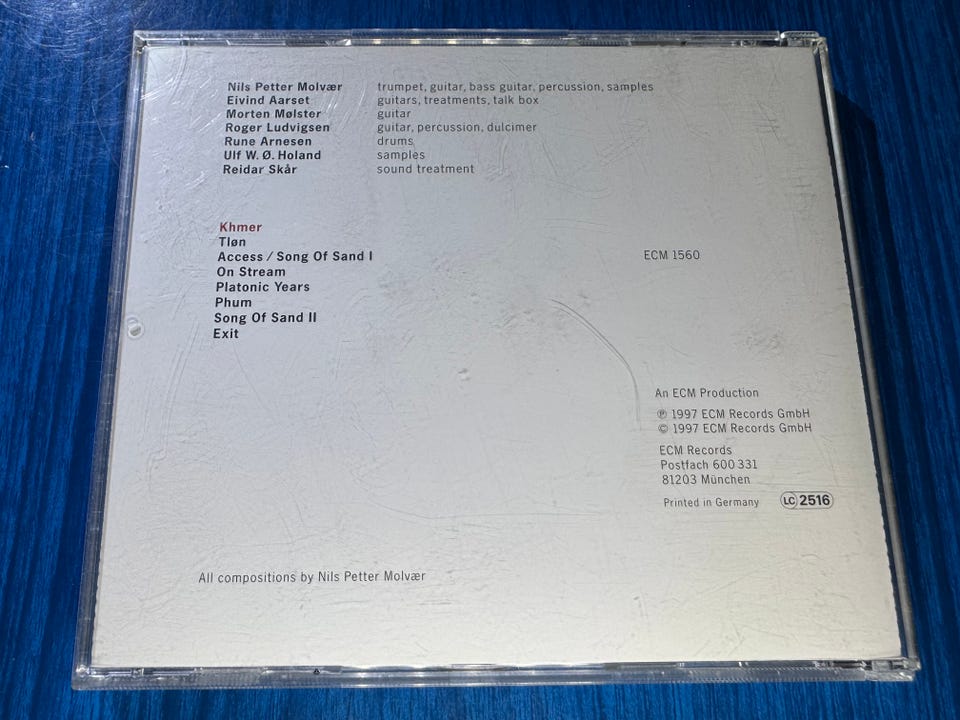 Nils Petter Molvær trumpet, guitar, bass guitar, percussion, samples
Eivind Aarset guitars, treatments, talk box
Morten Mølster guitar
Roger Ludvigsen guitar, percussion, dulcimer
Rune Arnesen drums
Ulf W. Ø. Holand samples
Reidar Skår sound treatment
Khmer
Tløn
Access / Song Of Sand I
On Stream
Platonic Years
Phum
Song Of Sand II
Exit
ECM 1560
An ECM Production
℗ 1997 ECM Records GmbH
© 1997 ECM Records GmbH
ECM Records
Postfach 600 331
81203 München
Printed in Germany LC 2516
All compositions by Nils Petter Molvær